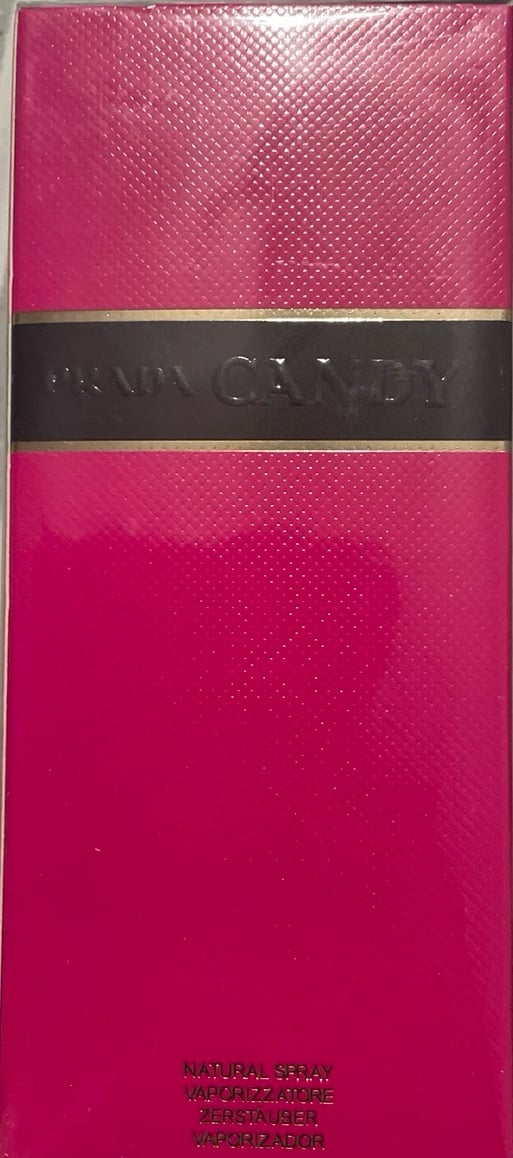 PRADA CANDY
NATURAL SPRAY
VAPORIZZATORE
ZERSTÄUBER
VAPORIZADOR